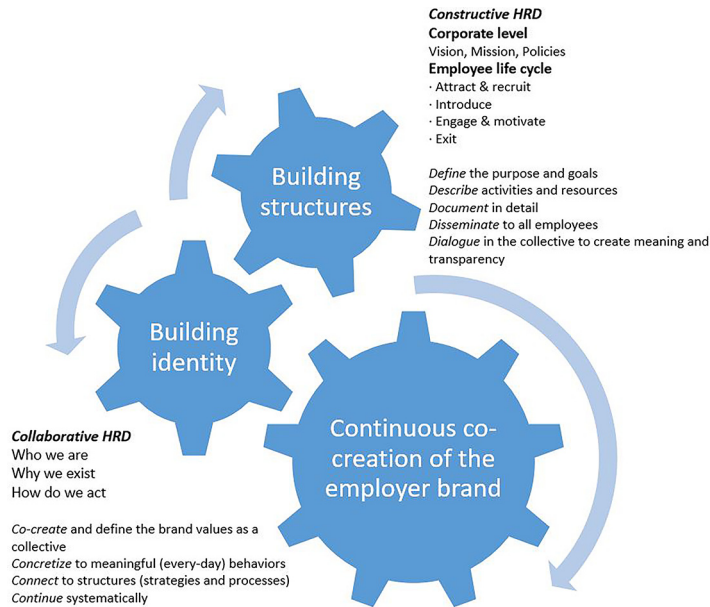 Constructive HRD
Corporate level
Vision, Mission, Policies
Employee life cycle
· Attract & recruit
· Introduce
· Engage & motivate
· Exit
Define the purpose and goals
Describe activities and resources
Document in detail
Disseminate to all employees
Dialogue in the collective to create meaning and
transparency
Building
structures
Building
identity
Continuous co-
creation of the
employer brand
Collaborative HRD
Who we are
Why we exist
How do we act
Co-create and define the brand values as a
collective
Concretize to meaningful (every-day) behaviors
Connect to structures (strategies and processes)
Continue systematically